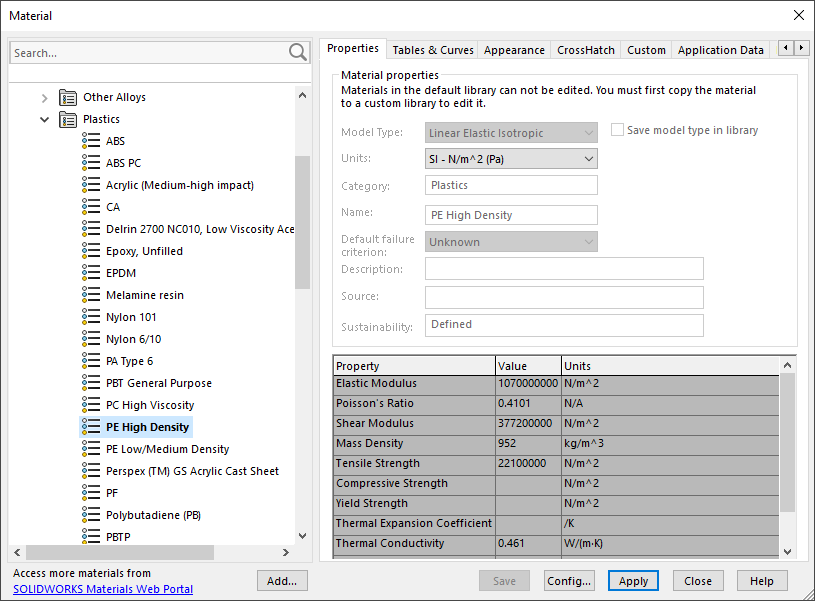 Material
Search...
Other Alloys
Plastics
ABS
ABS PC
Acrylic (Medium-high impact)
CA
Delrin 2700 NC010, Low Viscosity Ace
Epoxy, Unfilled
EPDM
Melamine resin
Nylon 101
Nylon 6/10
PA Type 6
PBT General Purpose
PC High Viscosity
PE High Density
PE Low/Medium Density
Perspex (TM) GS Acrylic Cast Sheet
PF
Polybutadiene (PB)
PBTP
Access more materials from
SOLIDWORKS Materials Web Portal
Add...
Properties Tables & Curves Appearance CrossHatch Custom Application Data
Material properties
Materials in the default library can not be edited. You must first copy the material
to a custom library to edit it.
Model Type: Linear Elastic Isotropic Save model type in library
Units: SI - N/m^2 (Pa)
Category: Plastics
Name: PE High Density
Default failure
criterion: Unknown
Description:
Source:
Sustainability: Defined
Property Value Units
Elastic Modulus 1070000000 N/m^2
Poisson's Ratio 0.4101 N/A
Shear Modulus 377200000 N/m^2
Mass Density 952 kg/m^3
Tensile Strength 22100000 N/m^2
Compressive Strength N/m^2
Yield Strength N/m^2
Thermal Expansion Coefficient /K
Thermal Conductivity 0.461 W/(m·K)
Save Config... Apply Close Help